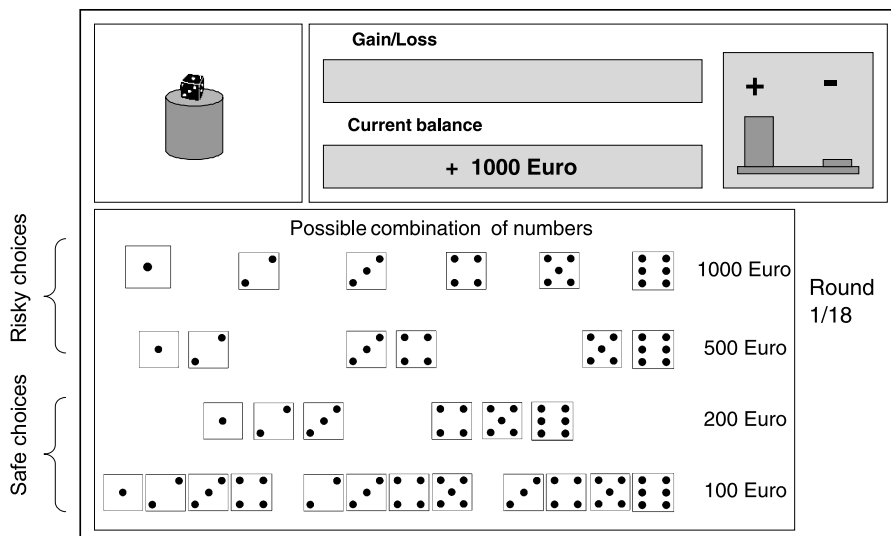 Gain/Loss
+ -
Current balance
+ 1000 Euro
Possible combination of numbers
Risky choices
1000 Euro
Round
1/18
500 Euro
Safe choices
200 Euro
100 Euro